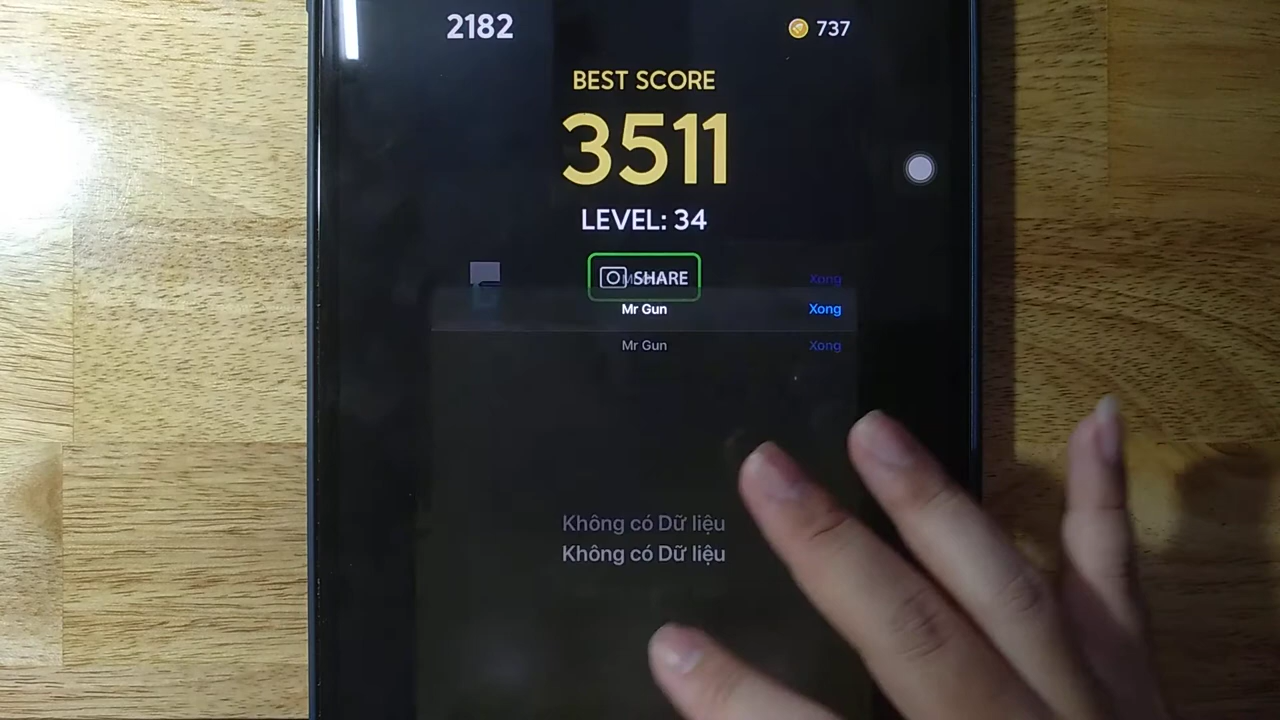 2182
737
BEST SCORE
3511
LEVEL: 34
SHARE
Xong
Mr Gun
Xong
Mr Gun
Xong
Không có Dữ liệu
Không có Dữ liệu